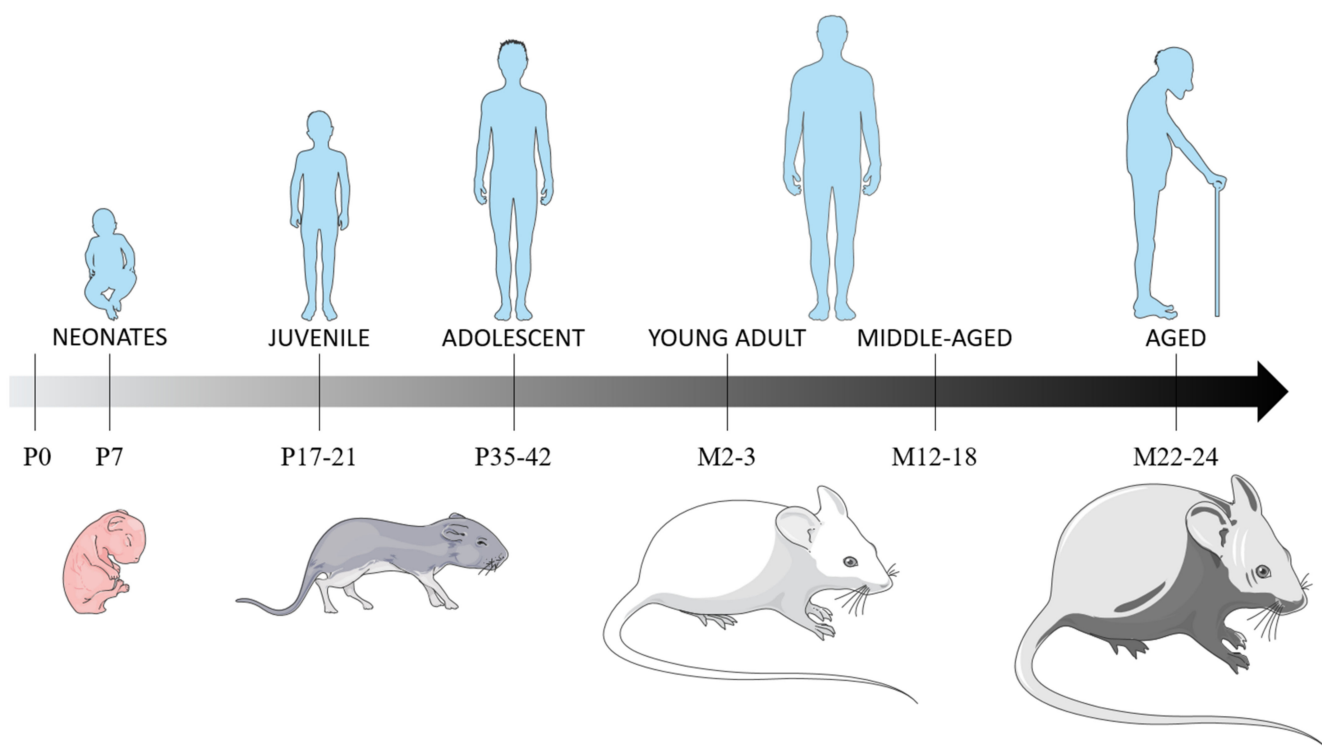 NEONATES JUVENILE ADOLESCENT YOUNG ADULT MIDDLE-AGED AGED
P0 P7 P17-21 P35-42 M2-3 M12-18 M22-24